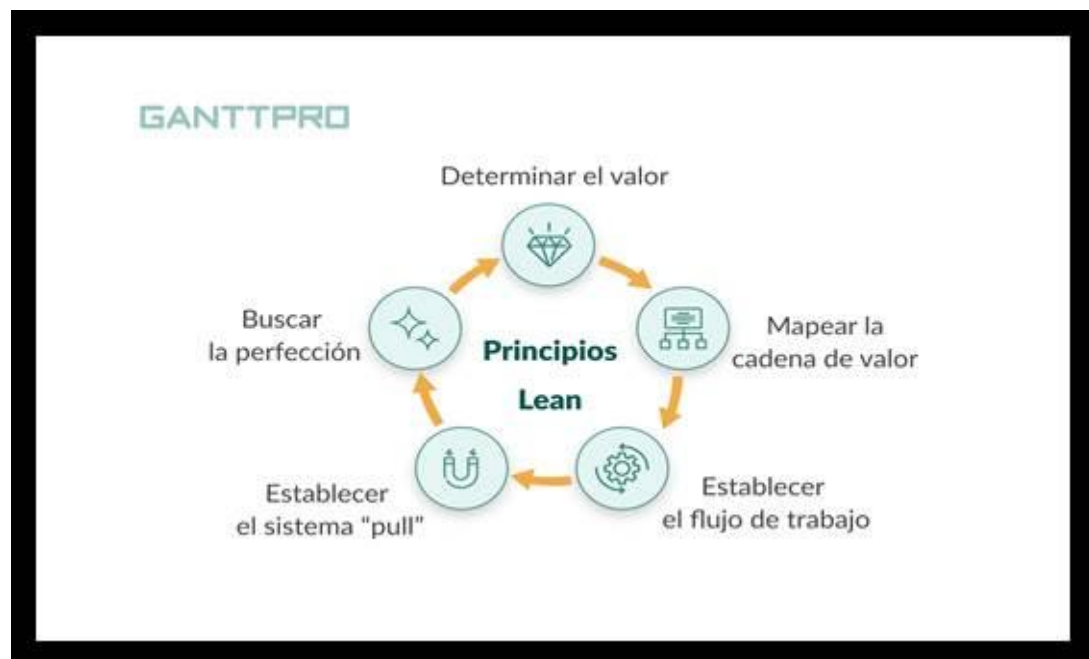 GANTTPRO
Determinar el valor
Mapear la
cadena de valor
Establecer
el flujo de trabajo
Establecer
el sistema “pull”
Buscar
la perfección
Principios
Lean